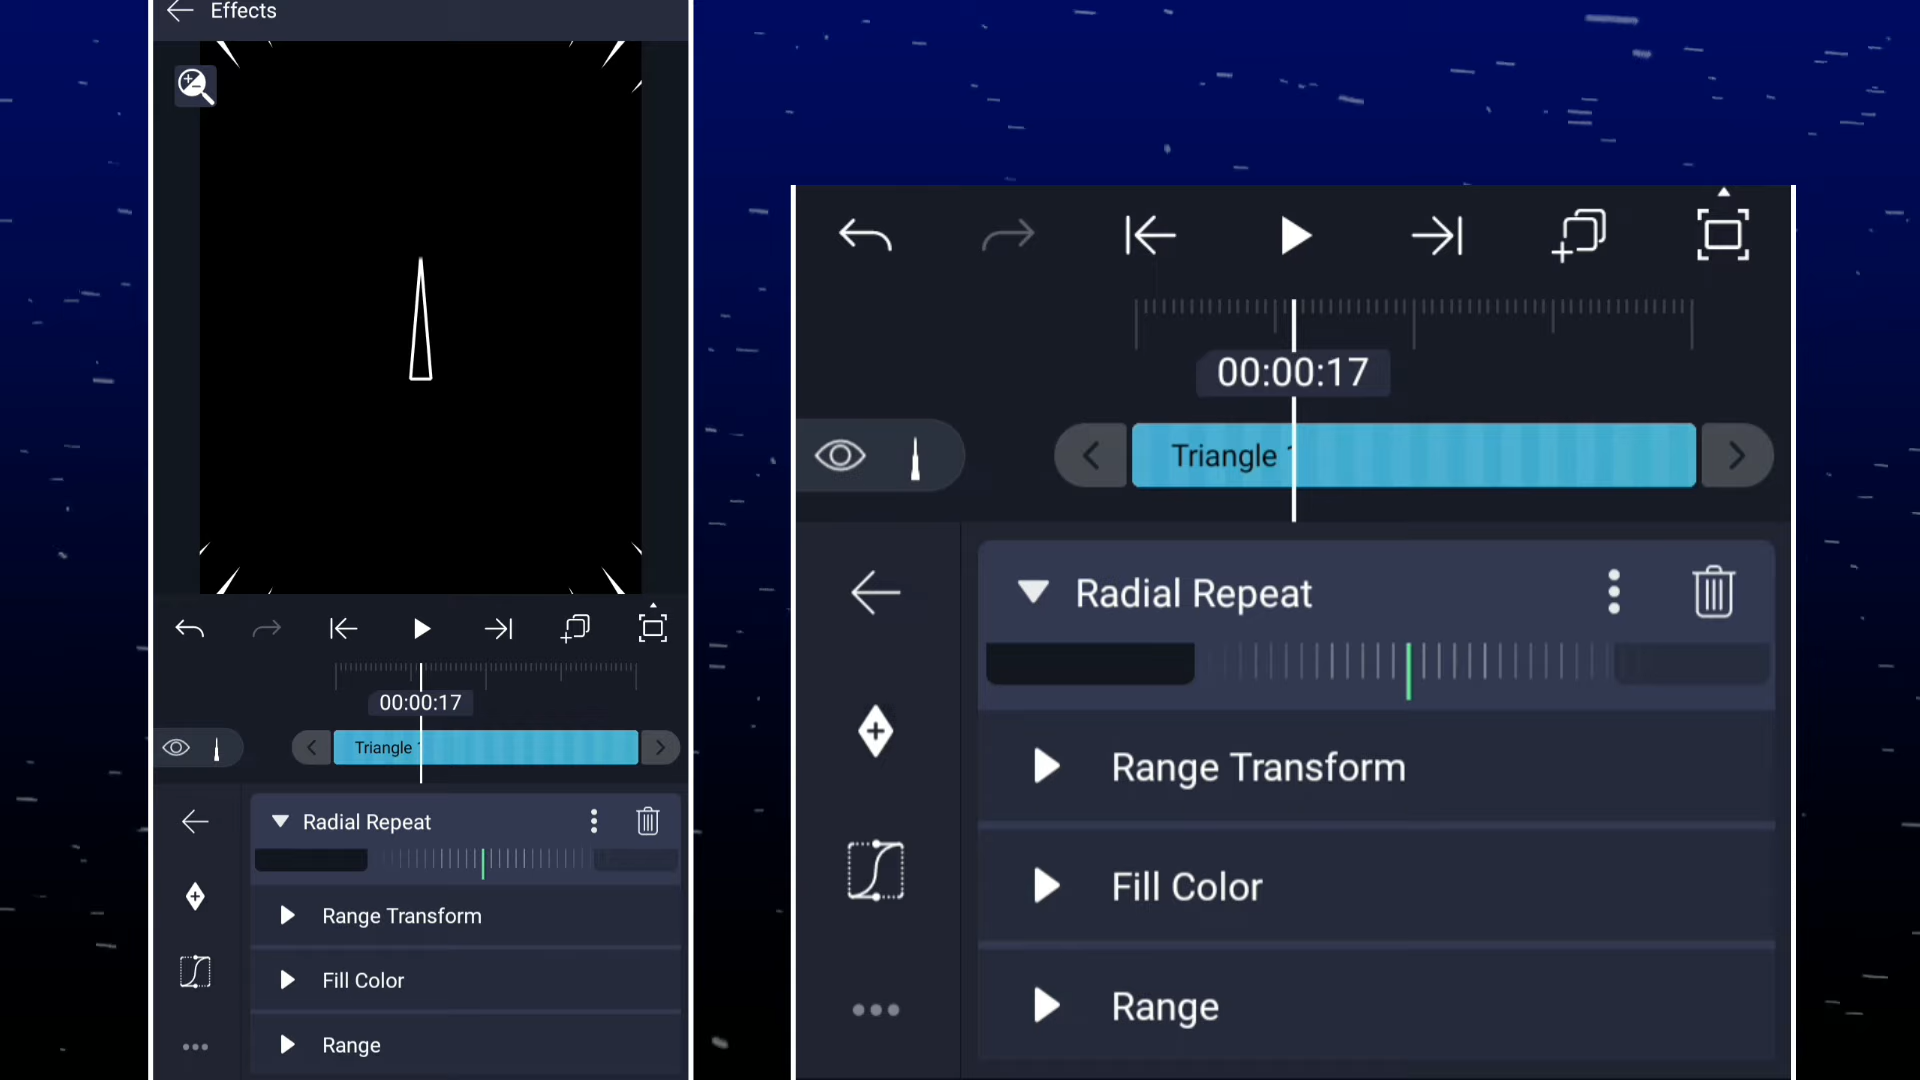 Effects
00:00:17
Triangle
Radial Repeat
Range Transform
Fill Color
Range
00:00:17
Triangle
Radial Repeat
Range Transform
Fill Color
Range